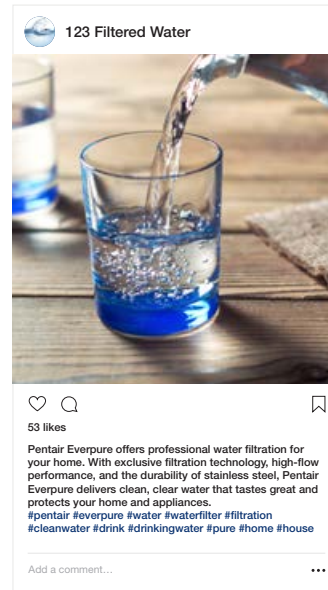 123 Filtered Water
53 likes
Pentair Everpure offers professional water filtration for
your home. With exclusive filtration technology, high-flow
performance, and the durability of stainless steel, Pentair
Everpure delivers clean, clear water that tastes great and
protects your home and appliances.
#pentair #everpure #water #waterfilter #filtration
#cleanwater #drink #drinkingwater #pure #home #house
Add a comment...